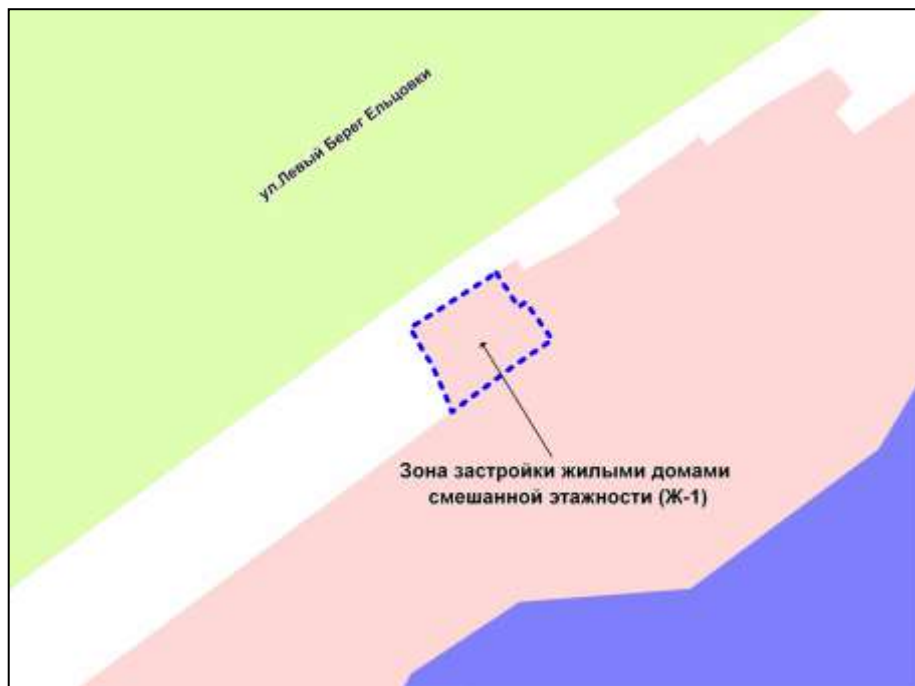 ул.Левый Берег Ельцовки
Зона застройки жилыми домами
смешанной этажности (Ж-1)